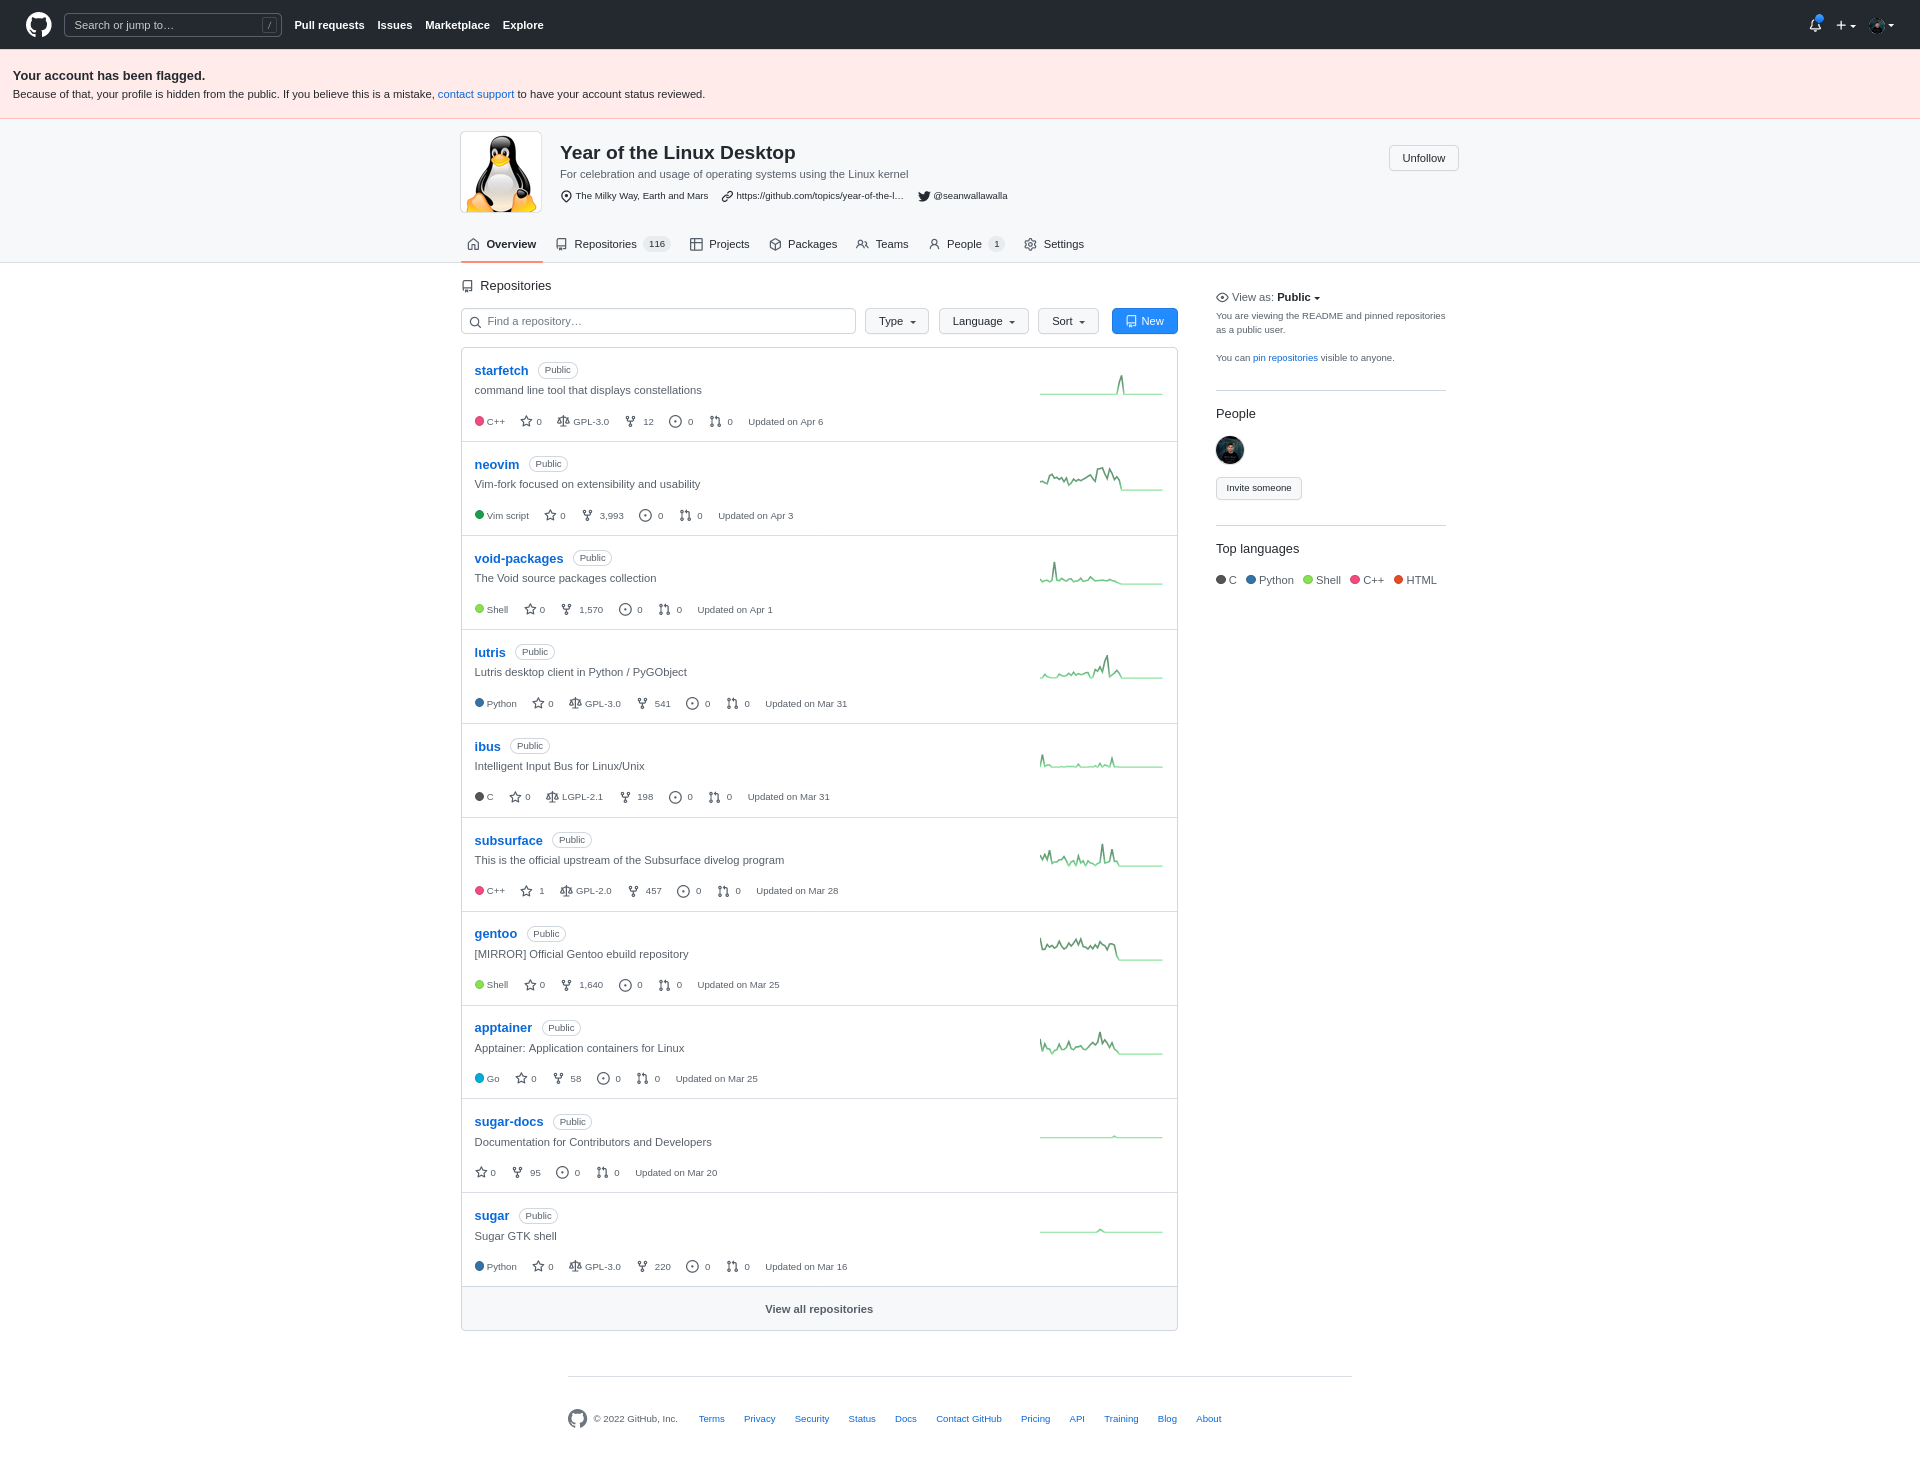 Search or jump to… /
Pull requests Issues Marketplace Explore
Your account has been flagged.
Because of that, your profile is hidden from the public. If you believe this is a mistake, contact support to have your account status reviewed.
Year of the Linux Desktop
Unfollow
For celebration and usage of operating systems using the Linux kernel
The Milky Way, Earth and Mars https://github.com/topics/year-of-the-l… @seanwallawalla
Overview Repositories 116 Projects Packages Teams People 1 Settings
Repositories
Find a repository… Type Language Sort New
starfetch Public
command line tool that displays constellations
C++ 0 GPL-3.0 12 0 0 Updated on Apr 6
neovim Public
Vim-fork focused on extensibility and usability
Vim script 0 3,993 0 0 Updated on Apr 3
void-packages Public
The Void source packages collection
Shell 0 1,570 0 0 Updated on Apr 1
lutris Public
Lutris desktop client in Python / PyGObject
Python 0 GPL-3.0 541 0 0 Updated on Mar 31
ibus Public
Intelligent Input Bus for Linux/Unix
C 0 LGPL-2.1 198 0 0 Updated on Mar 31
subsurface Public
This is the official upstream of the Subsurface divelog program
C++ 1 GPL-2.0 457 0 0 Updated on Mar 28
gentoo Public
[MIRROR] Official Gentoo ebuild repository
Shell 0 1,640 0 0 Updated on Mar 25
apptainer Public
Apptainer: Application containers for Linux
Go 0 58 0 0 Updated on Mar 25
sugar-docs Public
Documentation for Contributors and Developers
0 95 0 0 Updated on Mar 20
sugar Public
Sugar GTK shell
Python 0 GPL-3.0 220 0 0 Updated on Mar 16
View all repositories
View as: Public
You are viewing the README and pinned repositories
as a public user.
You can pin repositories visible to anyone.
People
Invite someone
Top languages
C Python Shell C++ HTML
© 2022 GitHub, Inc. Terms Privacy Security Status Docs Contact GitHub Pricing API Training Blog About